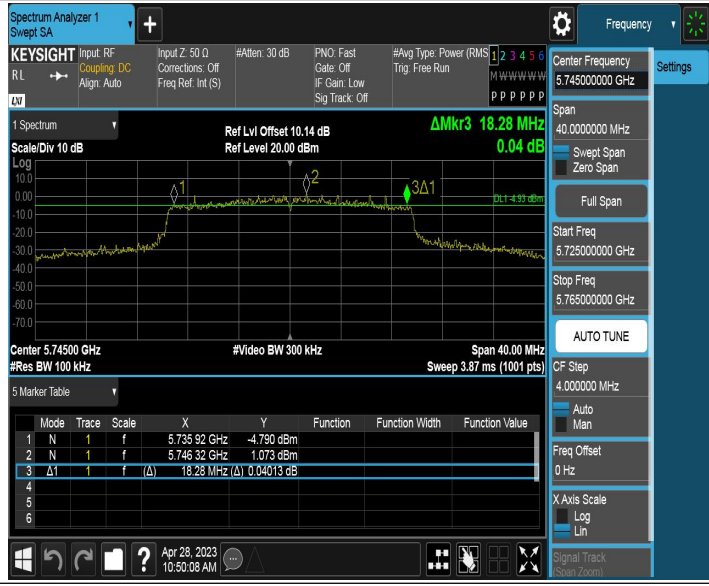 Spectrum Analyzer 1
Swept SA
+
Frequency
KEYSIGHT Input: RF Input Z: 50 Ω #Atten: 30 dB PNO: Fast #Avg Type: Power (RMS 1 2 3 4 5 6
RL Coupling: DC Corrections: Off Gate: Off Trig: Free Run M W W W W W
Align: Auto Freq Ref: Int (S) IF Gain: Low
LXI Sig Track: Off P P P P P P
1 Spectrum
Scale/Div 10 dB
Ref Lvl Offset 10.14 dB
Ref Level 20.00 dBm
ΔMkr3 18.28 MHz
0.04 dB
Log
10.0
0.00
-10.0
-20.0
-30.0
-40.0
-50.0
-60.0
-70.0
1
2
3Δ1
DL1 -4.93 dBm
Center 5.74500 GHz #Video BW 300 kHz Span 40.00 MHz
#Res BW 100 kHz Sweep 3.87 ms (1001 pts)
5 Marker Table
Mode Trace Scale X Y Function Function Width Function Value
1 N 1 f 5.735 92 GHz -4.790 dBm
2 N 1 f 5.746 32 GHz 1.073 dBm
3 Δ1 1 f (Δ) 18.28 MHz (Δ) 0.04013 dB
4
5
6
?
Apr 28, 2023
10:50:08 AM
Center Frequency
5.745000000 GHz
Settings
Span
40.0000000 MHz
Swept Span
Zero Span
Full Span
Start Freq
5.725000000 GHz
Stop Freq
5.765000000 GHz
AUTO TUNE
CF Step
4.000000 MHz
Auto
Man
Freq Offset
0 Hz
X Axis Scale
Log
Lin
Signal Track
(Span Zoom)